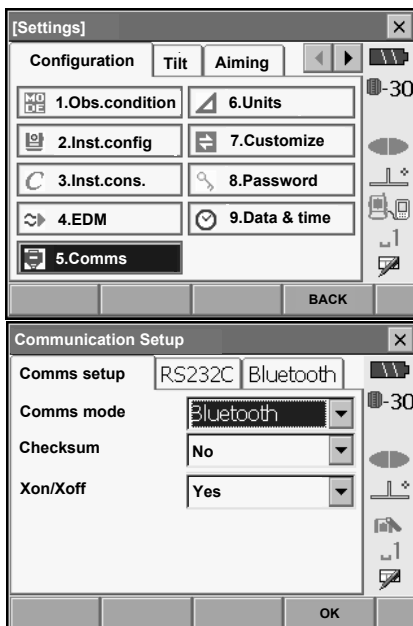 [Settings]
Configuration Tilt Aiming
1.Obs.condition 6.Units
2.Inst.config 7.Customize
3.Inst.cons. 8.Password
4.EDM 9.Data & time
5.Comms
BACK
-30
1
Communication Setup
Comms setup RS232C Bluetooth
Comms mode Bluetooth
Checksum No
Xon/Xoff Yes
OK
-30
1